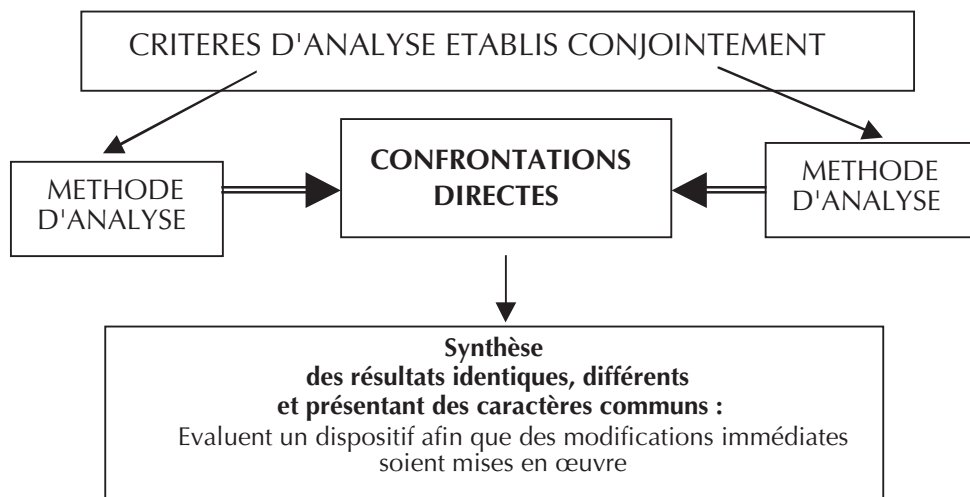 CRITERES D'ANALYSE ETABLIS CONJOINTEMENT
METHODE
D'ANALYSE
CONFRONTATIONS
DIRECTES
METHODE
D'ANALYSE
Synthèse
des résultats identiques, différents
et présentant des caractères communs :
Evaluent un dispositif afin que des modifications immédiates
soient mises en œuvre